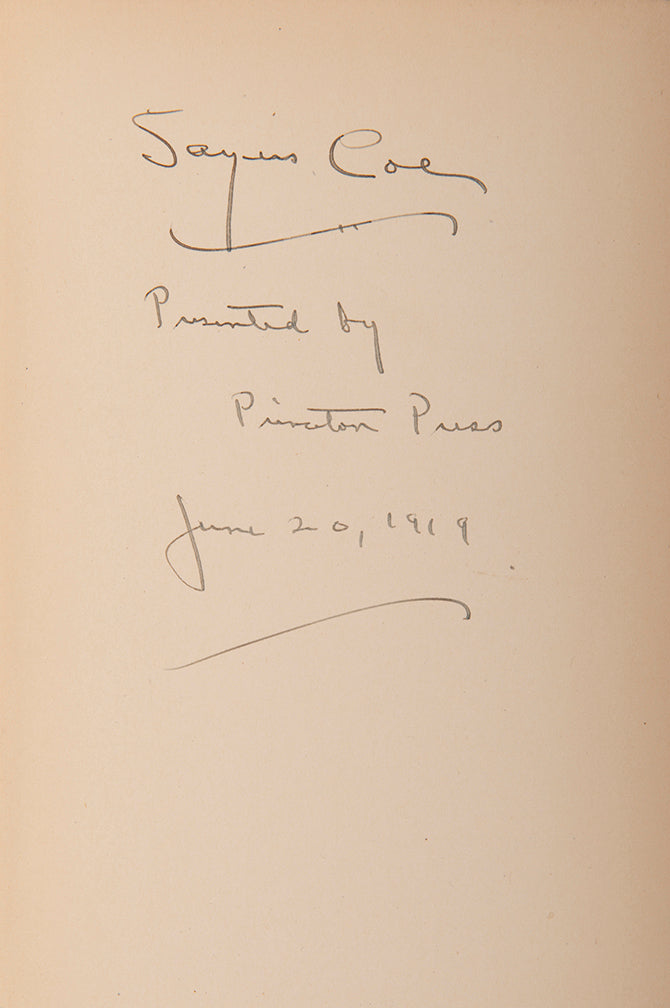 Sayers Coe
Presented by
Princeton Press
June 20, 1919